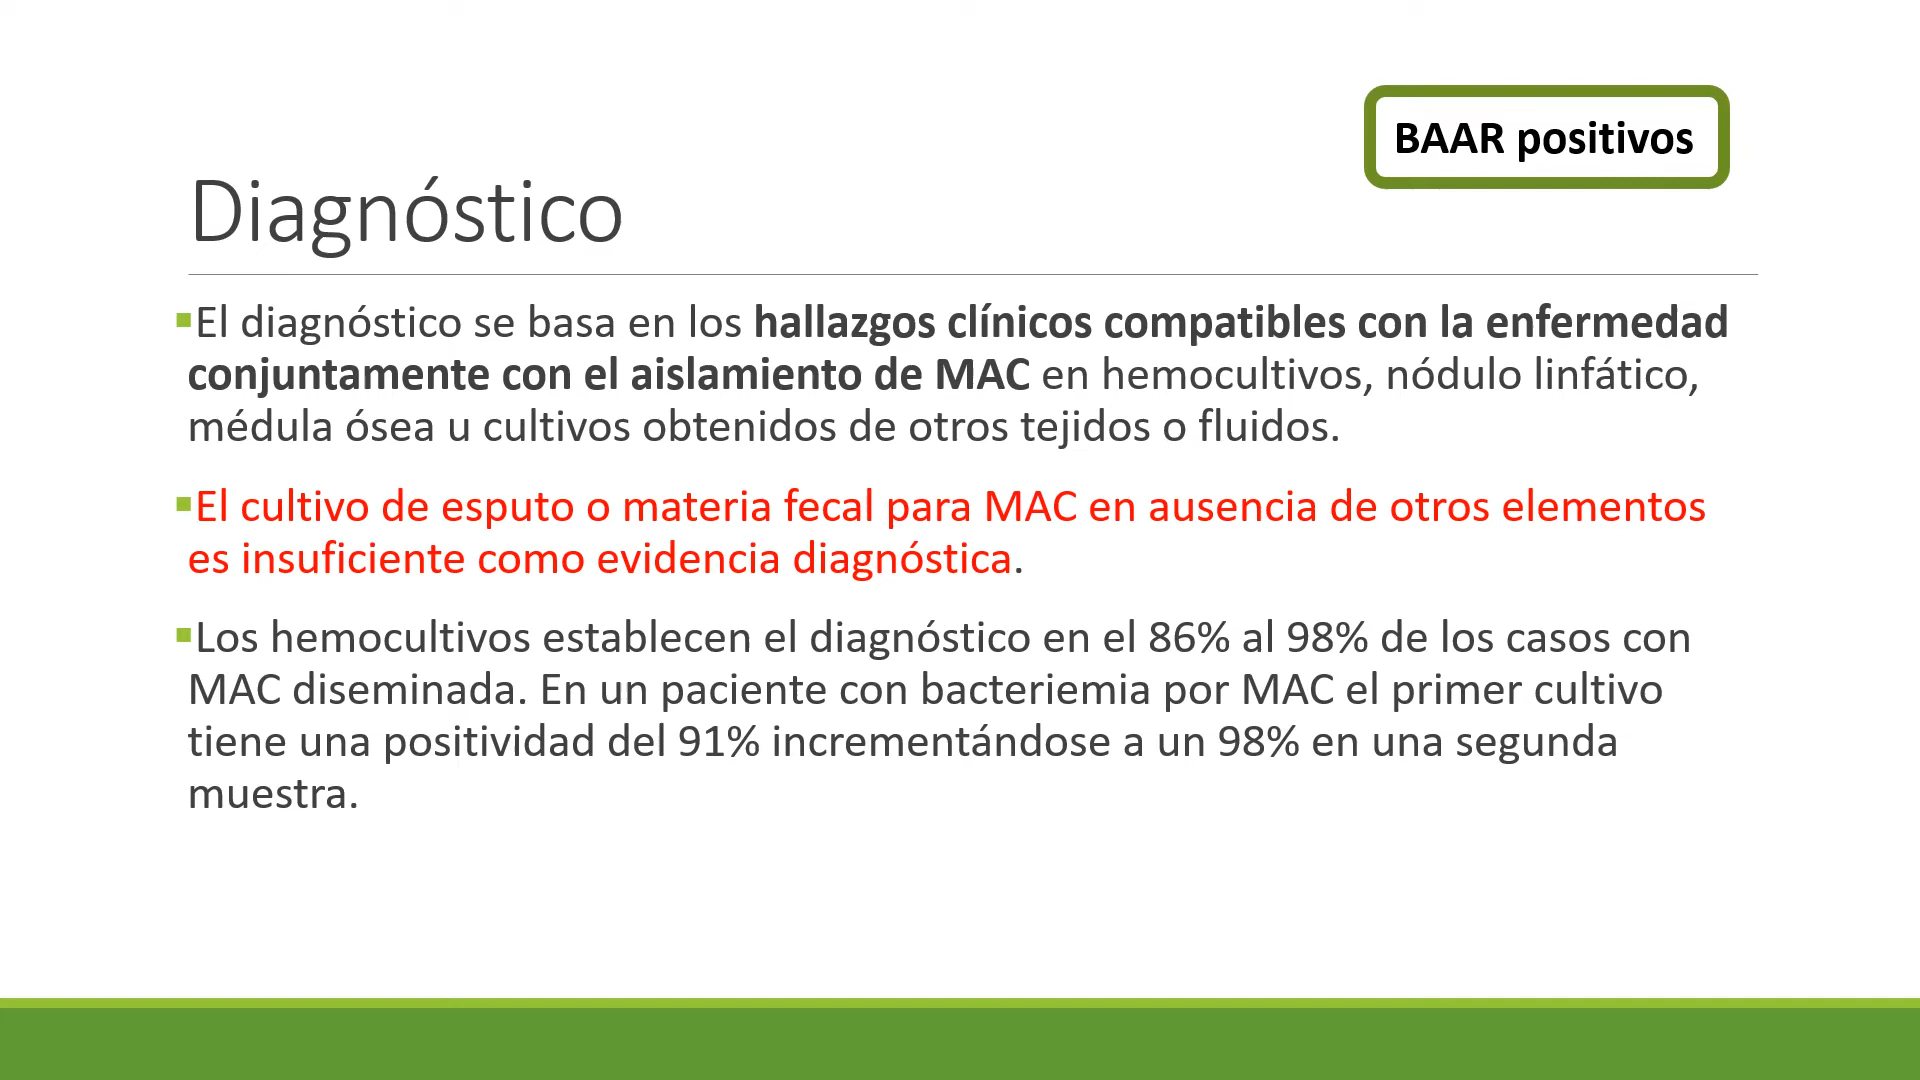 BAAR positivos
Diagnóstico
▪El diagnóstico se basa en los hallazgos clínicos compatibles con la enfermedad
conjuntamente con el aislamiento de MAC en hemocultivos, nódulo linfático,
médula ósea u cultivos obtenidos de otros tejidos o fluidos.
▪El cultivo de esputo o materia fecal para MAC en ausencia de otros elementos
es insuficiente como evidencia diagnóstica.
▪Los hemocultivos establecen el diagnóstico en el 86% al 98% de los casos con
MAC diseminada. En un paciente con bacteriemia por MAC el primer cultivo
tiene una positividad del 91% incrementándose a un 98% en una segunda
muestra.